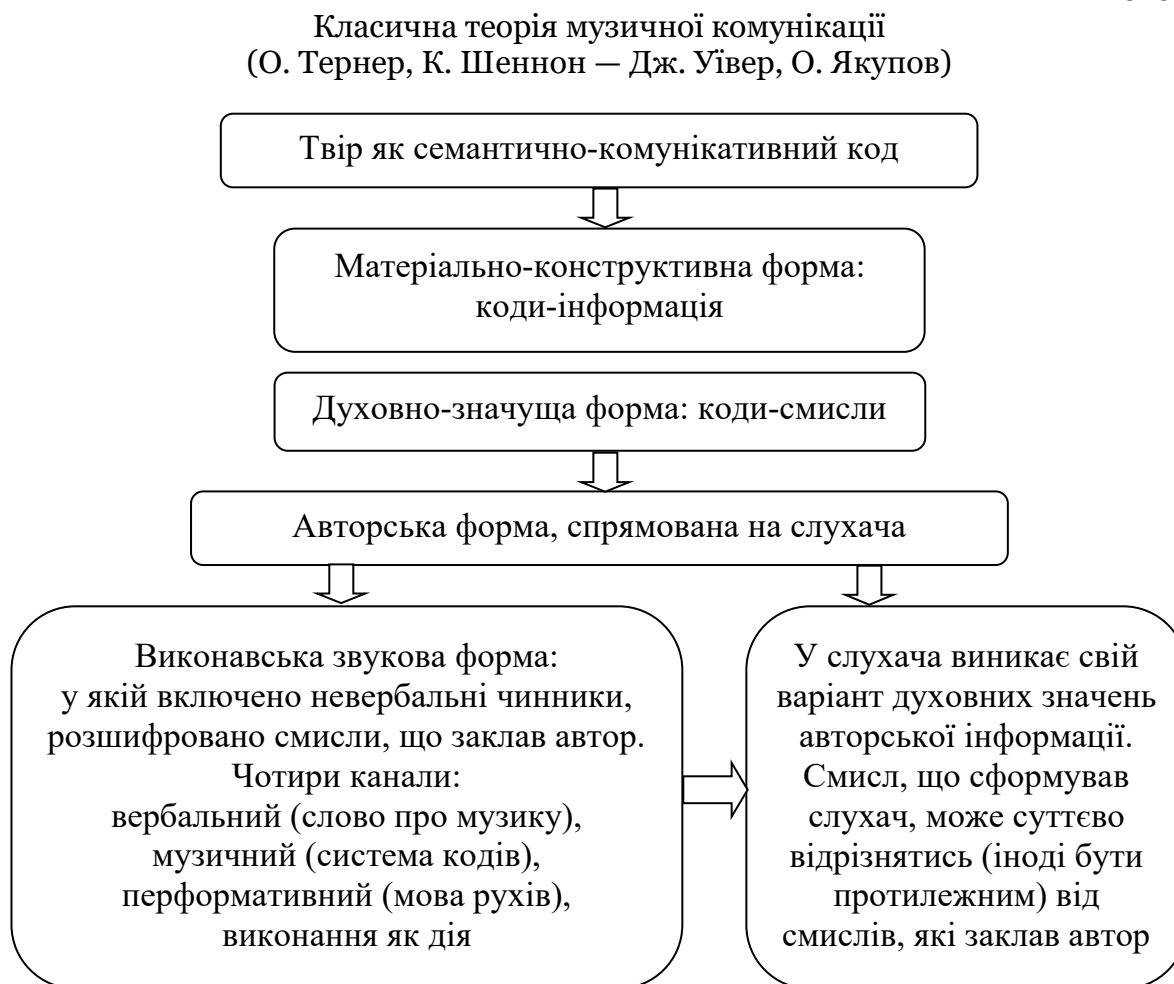 Класична теорія музичної комунікації
(О. Тернер, К. Шеннон — Дж. Уївер, О. Якупов)
Твір як семантично-комунікативний код
Матеріально-конструктивна форма:
коди-інформація
Духовно-значуща форма: коди-смисли
Авторська форма, спрямована на слухача
Виконавська звукова форма:
у якій включено невербальні чинники,
розшифровано смисли, що заклав автор.
Чотири канали:
вербальний (слово про музику),
музичний (система кодів),
перформативний (мова рухів),
виконання як дія
У слухача виникає свій
варіант духовних значень
авторської інформації.
Смисл, що сформував
слухач, може суттєво
відрізнятись (іноді бути
протилежним) від
смислів, які заклав автор